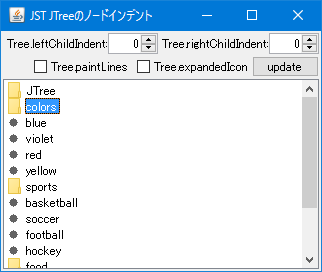 JST JTreeのノードインデント
Tree.leftChildIndent: 0 Tree.rightChildIndent: 0
Tree.paintLines Tree.expandedIcon update
JTree
colors
blue
violet
red
yellow
sports
basketball
soccer
football
hockey
food